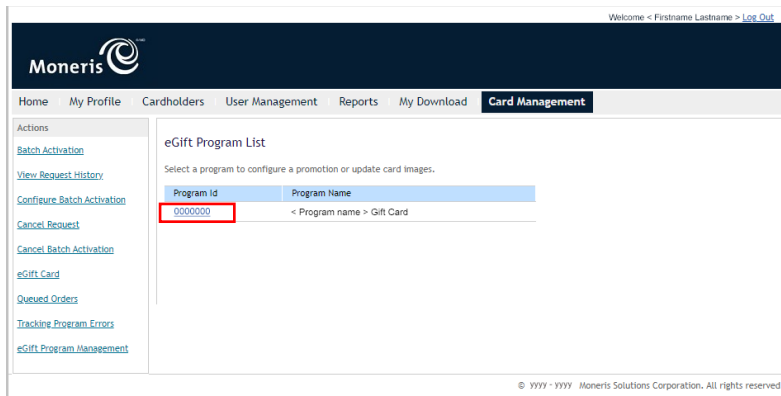 Welcome < Firstname Lastname > Log Out
Moneris
Home My Profile Cardholders User Management Reports My Download Card Management
Actions
Batch Activation
View Request History
Configure Batch Activation
Cancel Request
Cancel Batch Activation
eGift Card
Queued Orders
Tracking Program Errors
eGift Program Management
eGift Program List
Select a program to configure a promotion or update card images.
Program Id Program Name
0000000 < Program name > Gift Card
© yyyy - yyyy Moneris Solutions Corporation. All rights reserved